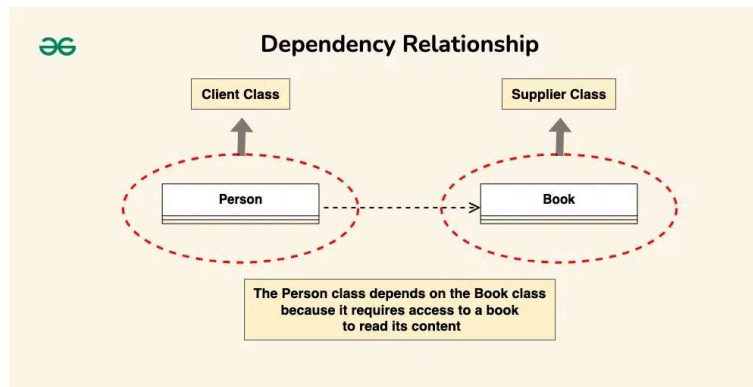 Dependency Relationship
Client Class
Supplier Class
Person
Book
The Person class depends on the Book class
because it requires access to a book
to read its content